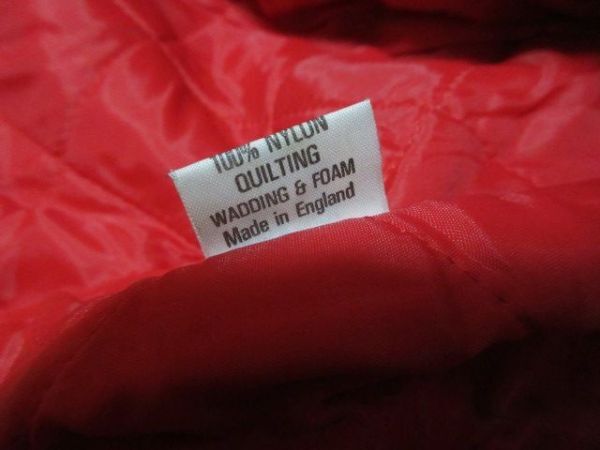 100% NYLON
QUILTING
WADDING & FOAM
Made in England